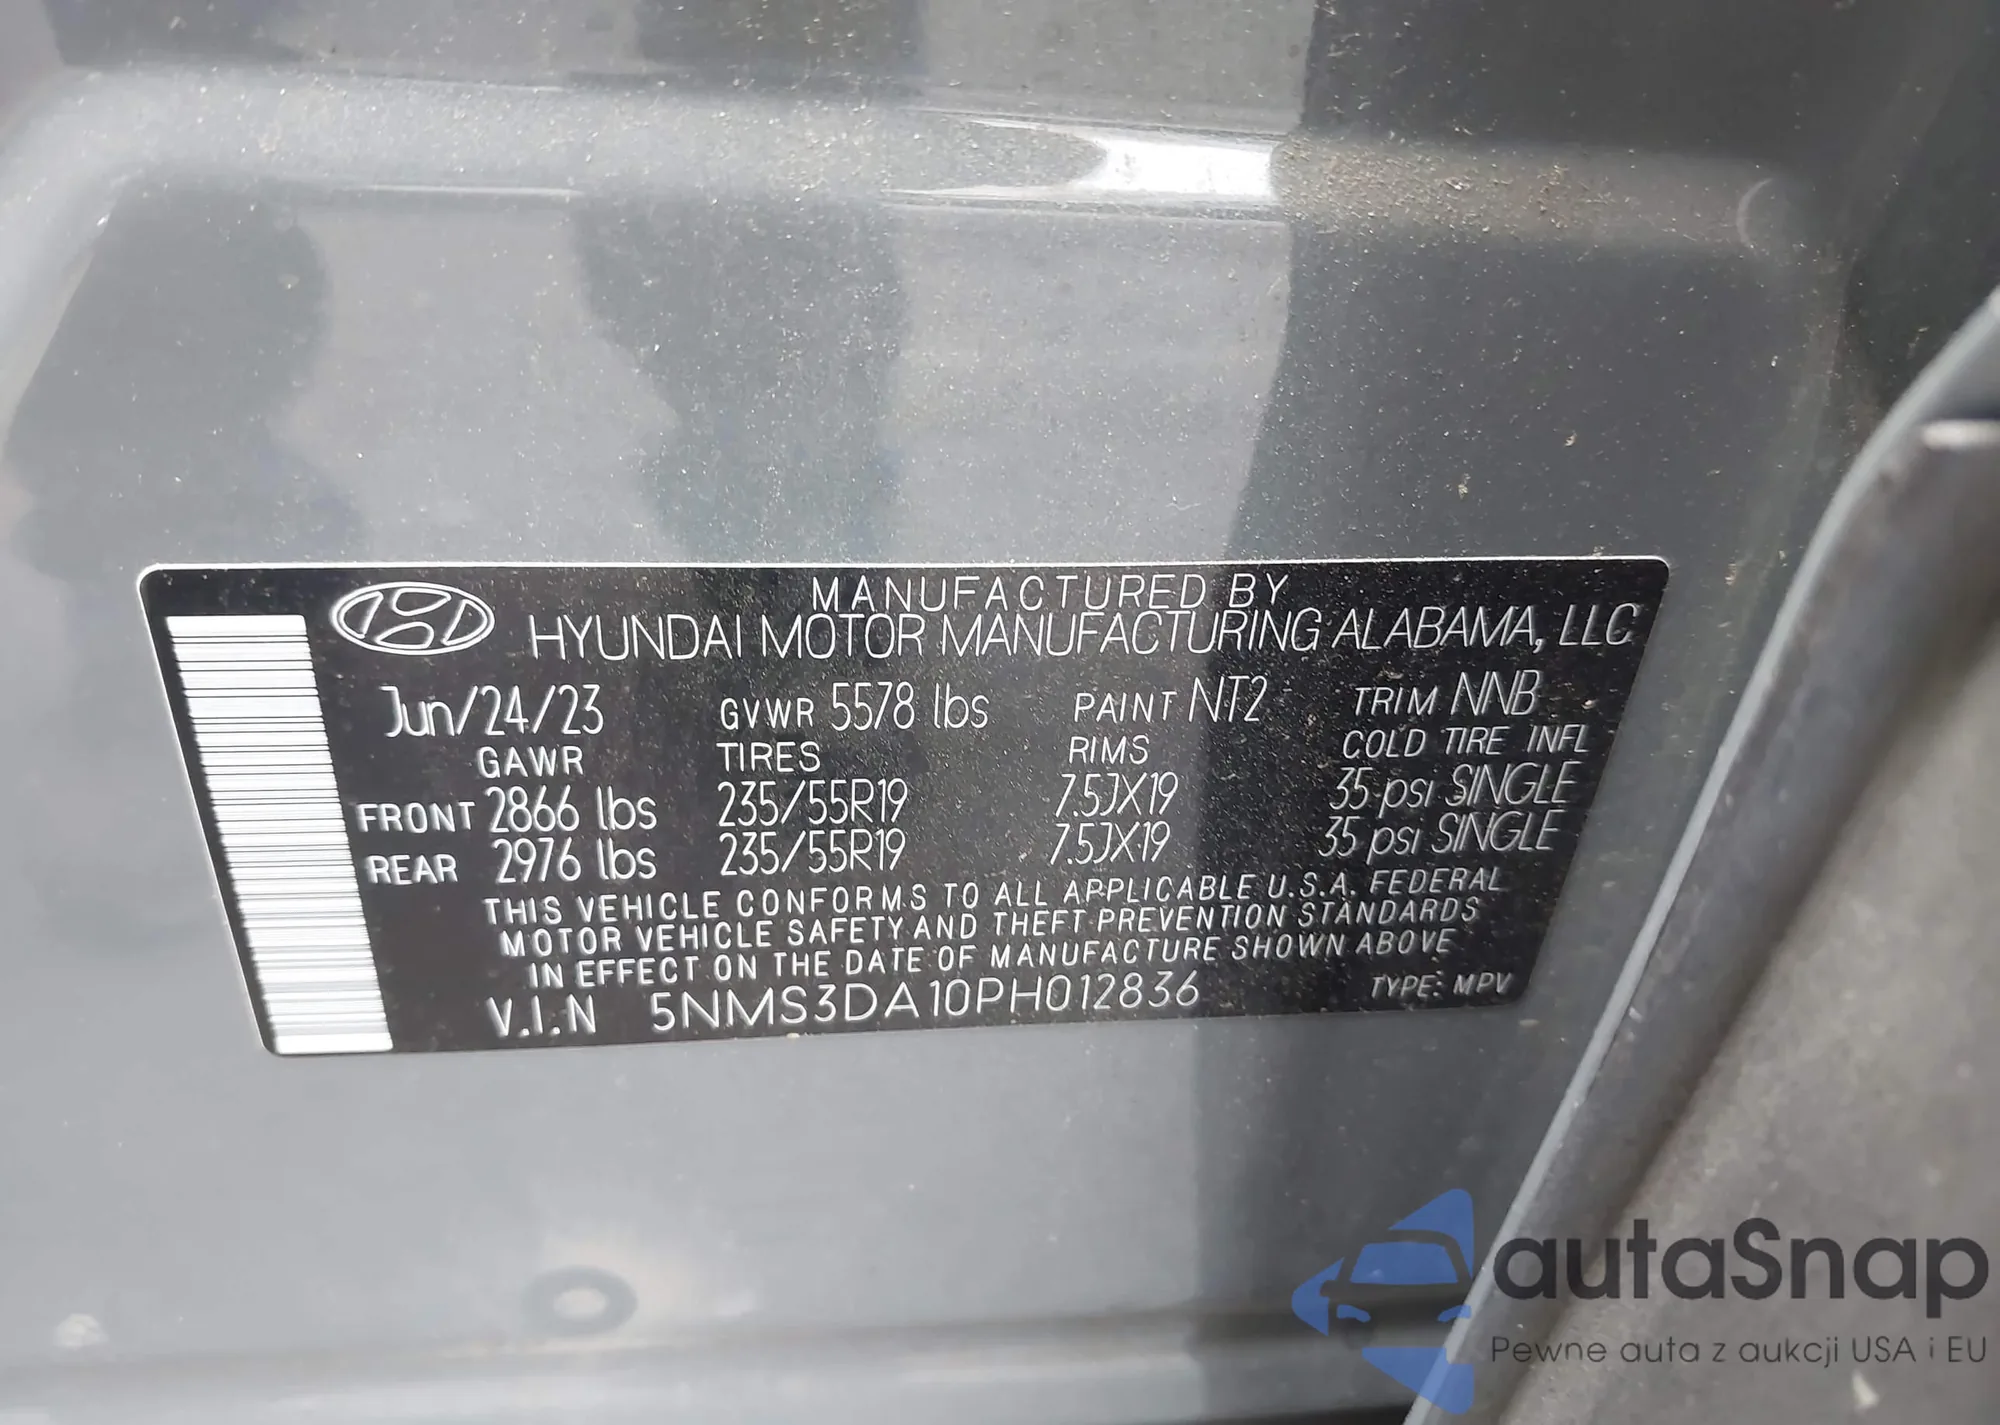 MANUFACTURED BY
HYUNDAI MOTOR MANUFACTURING ALABAMA, LLC
Jun/24/23 GVWR 5578 lbs PAINT NT2 TRIM NNB
GAWR TIRES RIMS COLD TIRE INFL
FRONT 2866 lbs 235/55R19 7.5JX19 35 psi SINGLE
REAR 2976 lbs 235/55R19 7.5JX19 35 psi SINGLE
THIS VEHICLE CONFORMS TO ALL APPLICABLE U.S.A. FEDERAL
MOTOR VEHICLE SAFETY AND THEFT PREVENTION STANDARDS
IN EFFECT ON THE DATE OF MANUFACTURE SHOWN ABOVE
V.I.N 5NMS3DA10PH012836 TYPE: MPV
autaSnap
Pewne auta z aukcji USA i EU